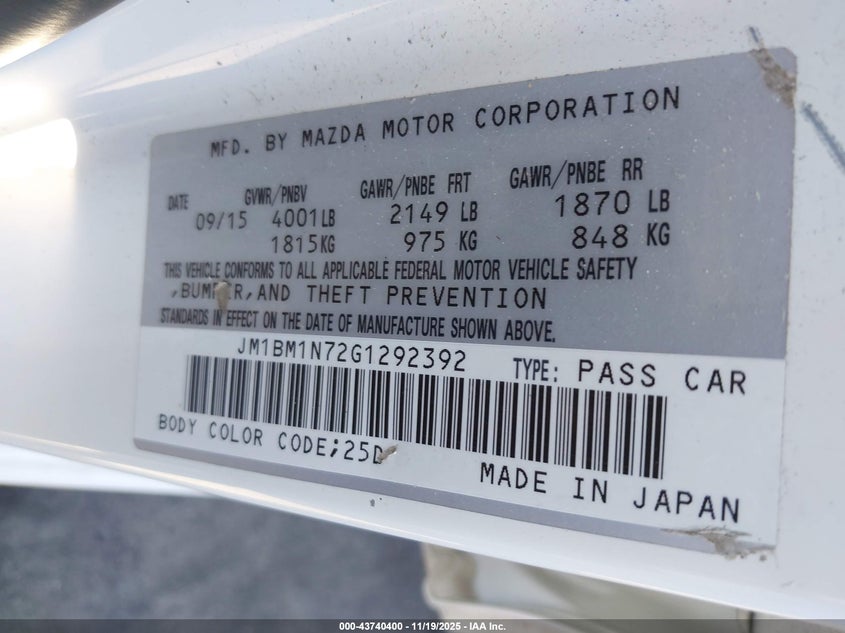 MFD. BY MAZDA MOTOR CORPORATION
DATE GVWR/PNBV GAWR/PNBE FRT GAWR/PNBE RR
09/15 4001LB 2149 LB 1870 LB
1815KG 975 KG 848 KG
THIS VEHICLE CONFORMS TO ALL APPLICABLE FEDERAL MOTOR VEHICLE SAFETY
,BUMPER,AND THEFT PREVENTION
STANDARDS IN EFFECT ON THE DATE OF MANUFACTURE SHOWN ABOVE.
JM1BM1N72G1292392 TYPE: PASS CAR
BODY COLOR CODE;25D
MADE IN JAPAN
000-43740400 - 11/19/2025 - IAA Inc.